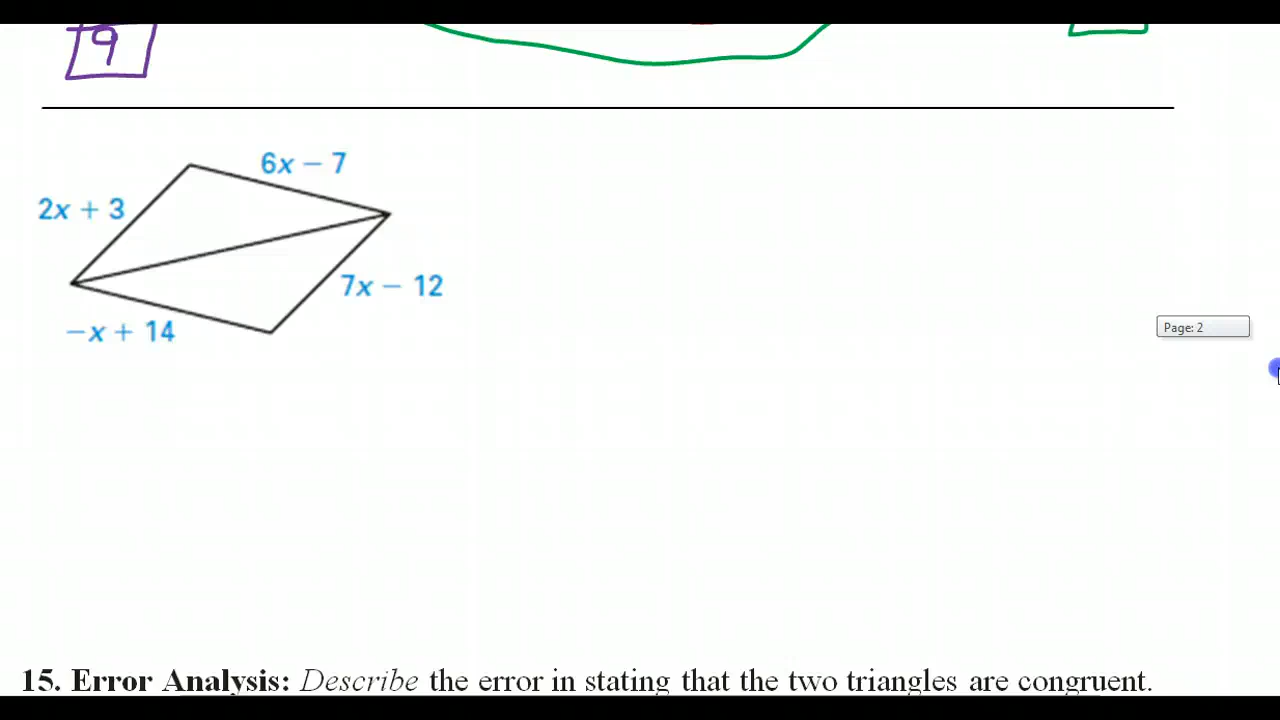 9
6x − 7
2x + 3
7x − 12
−x + 14
Page: 2
15. Error Analysis: Describe the error in stating that the two triangles are congruent.